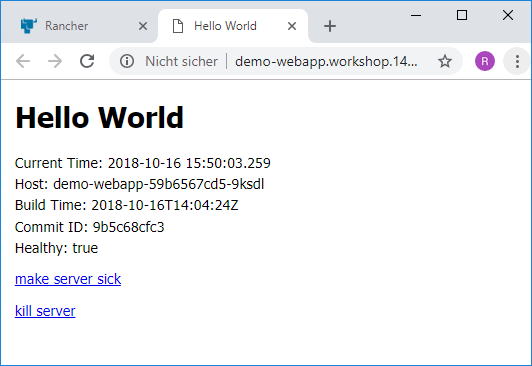 Rancher
Hello World
Nicht sicher
demo-webapp.workshop.14...
R
Hello World
Current Time: 2018-10-16 15:50:03.259
Host: demo-webapp-59b6567cd5-9ksdl
Build Time: 2018-10-16T14:04:24Z
Commit ID: 9b5c68cfc3
Healthy: true
make server sick
kill server